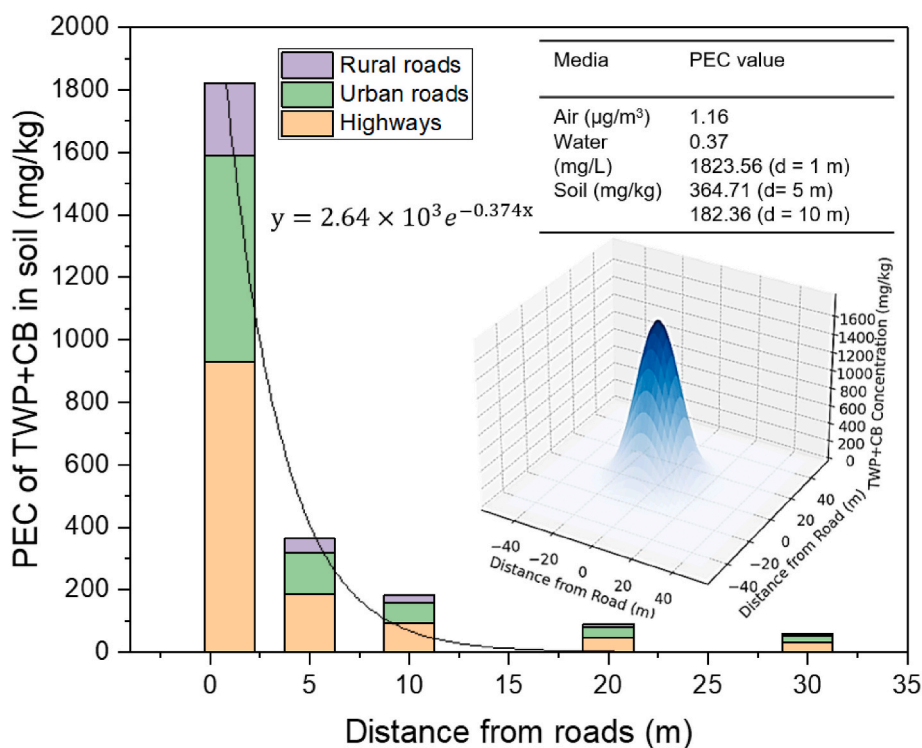 2000
1800
1600
1400
1200
1000
800
600
400
200
0
PEC of TWP+CB in soil (mg/kg)
Rural roads
Urban roads
Highways
y = 2.64 × 10³e^−0.374x
Media PEC value
Air (μg/m³) 1.16
Water 0.37
(mg/L) 1823.56 (d = 1 m)
Soil (mg/kg) 364.71 (d= 5 m)
182.36 (d = 10 m)
1600
1400
1200
1000
800
600
400
200
0
TWP+CB Concentration (mg/kg)
−40 −20 0 20 40
Distance from Road (m)
40
20
0
−20
−40
Distance from Road (m)
0 5 10 15 20 25 30 35
Distance from roads (m)